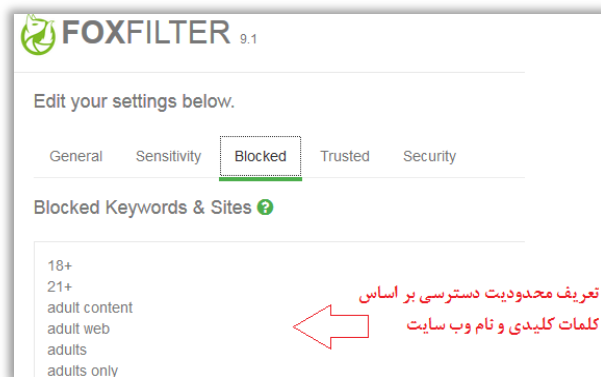 FOXFILTER 9.1
Edit your settings below.
General Sensitivity Blocked Trusted Security
Blocked Keywords & Sites ?
18+
21+
adult content
adult web
adults
adults only
تعریف محدودیت دسترسی بر اساس
کلمات کلیدی و نام وب سایت